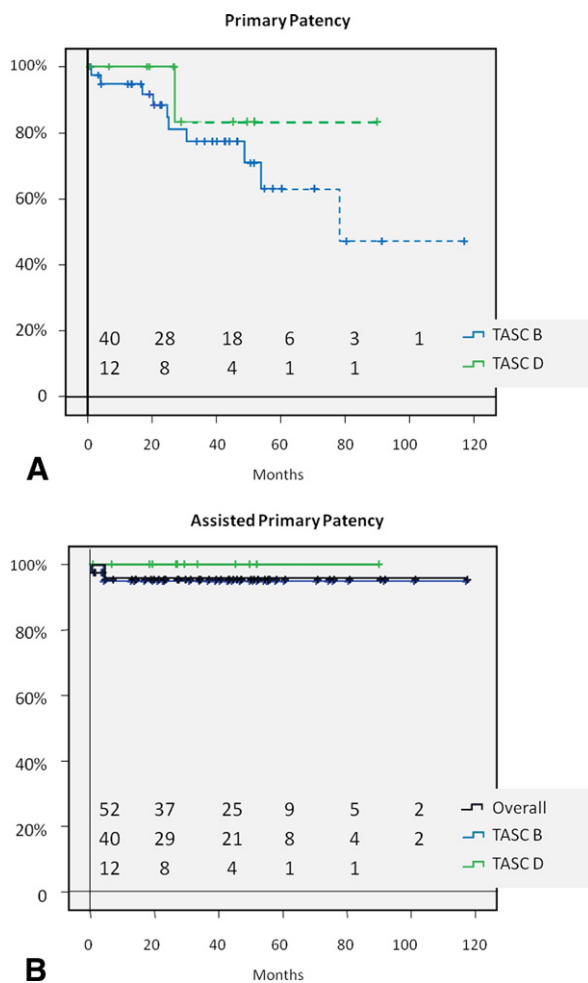 Primary Patency
100%
80%
60%
40%
20%
40 28 18 6 3 1 TASC B
12 8 4 1 1 TASC D
0
0 20 40 60 80 100 120
A
Months
Assisted Primary Patency
100%
80%
60%
40%
52 37 25 9 5 2 Overall
20%
40 29 21 8 4 2 TASC B
12 8 4 1 1 TASC D
0
0 20 40 60 80 100 120
B
Months